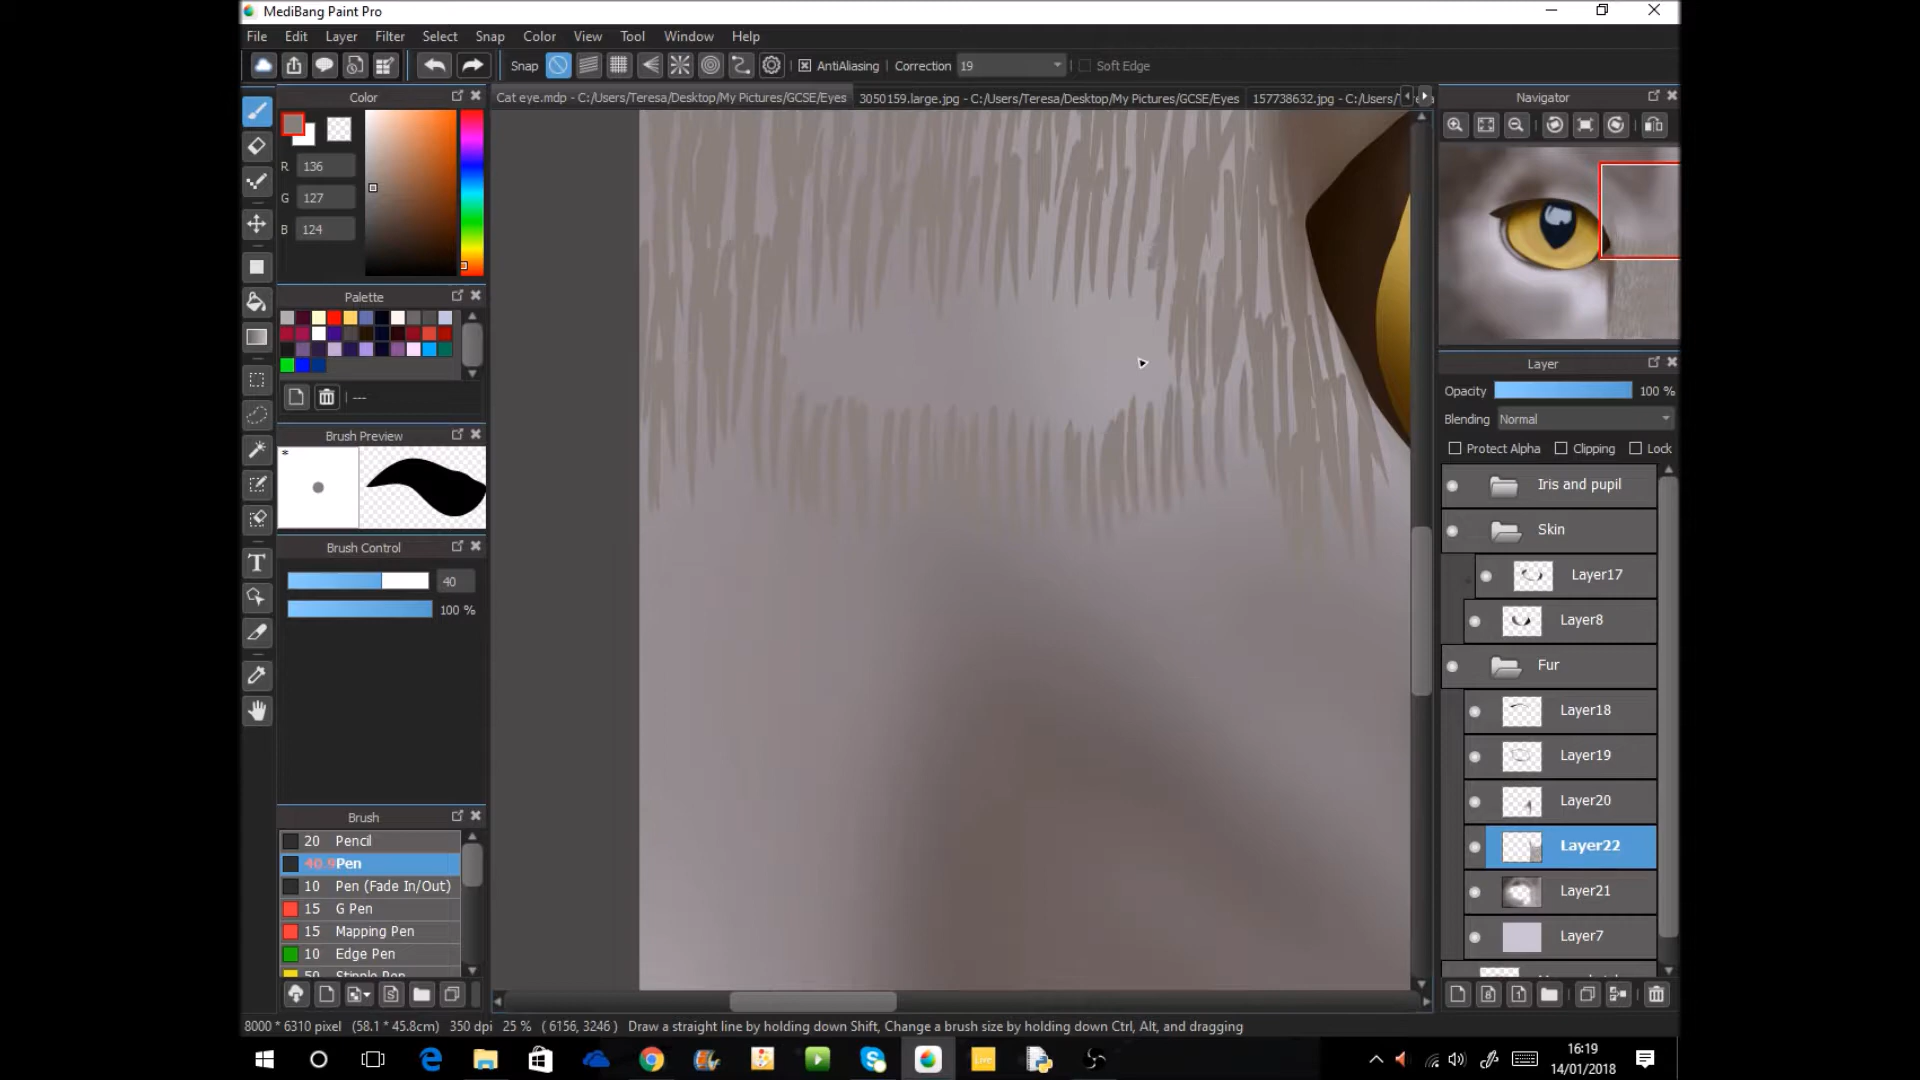 MediBang Paint Pro
File Edit Layer Filter Select Snap Color View Tool Window Help
Snap AntiAliasing Correction 19 Soft Edge
Color
Cat eye.mdp - C:/Users/Teresa/Desktop/My Pictures/GCSE/Eyes 3050159.large.jpg - C:/Users/Teresa/Desktop/My Pictures/GCSE/Eyes 157738632.jpg - C:/Users/
Navigator
R 136
G 127
B 124
Palette
---
Brush Preview
*
Brush Control
40
100 %
Brush
20 Pencil
40.9 Pen
10 Pen (Fade In/Out)
15 G Pen
15 Mapping Pen
10 Edge Pen
50 Stipple Pen
Layer
Opacity 100 %
Blending Normal
Protect Alpha Clipping Lock
Iris and pupil
Skin
Layer17
Layer8
Fur
Layer18
Layer19
Layer20
Layer22
Layer21
Layer7
8000 * 6310 pixel (58.1 * 45.8cm) 350 dpi 25 % ( 6156, 3246 ) Draw a straight line by holding down Shift, Change a brush size by holding down Ctrl, Alt, and dragging
16:19
14/01/2018